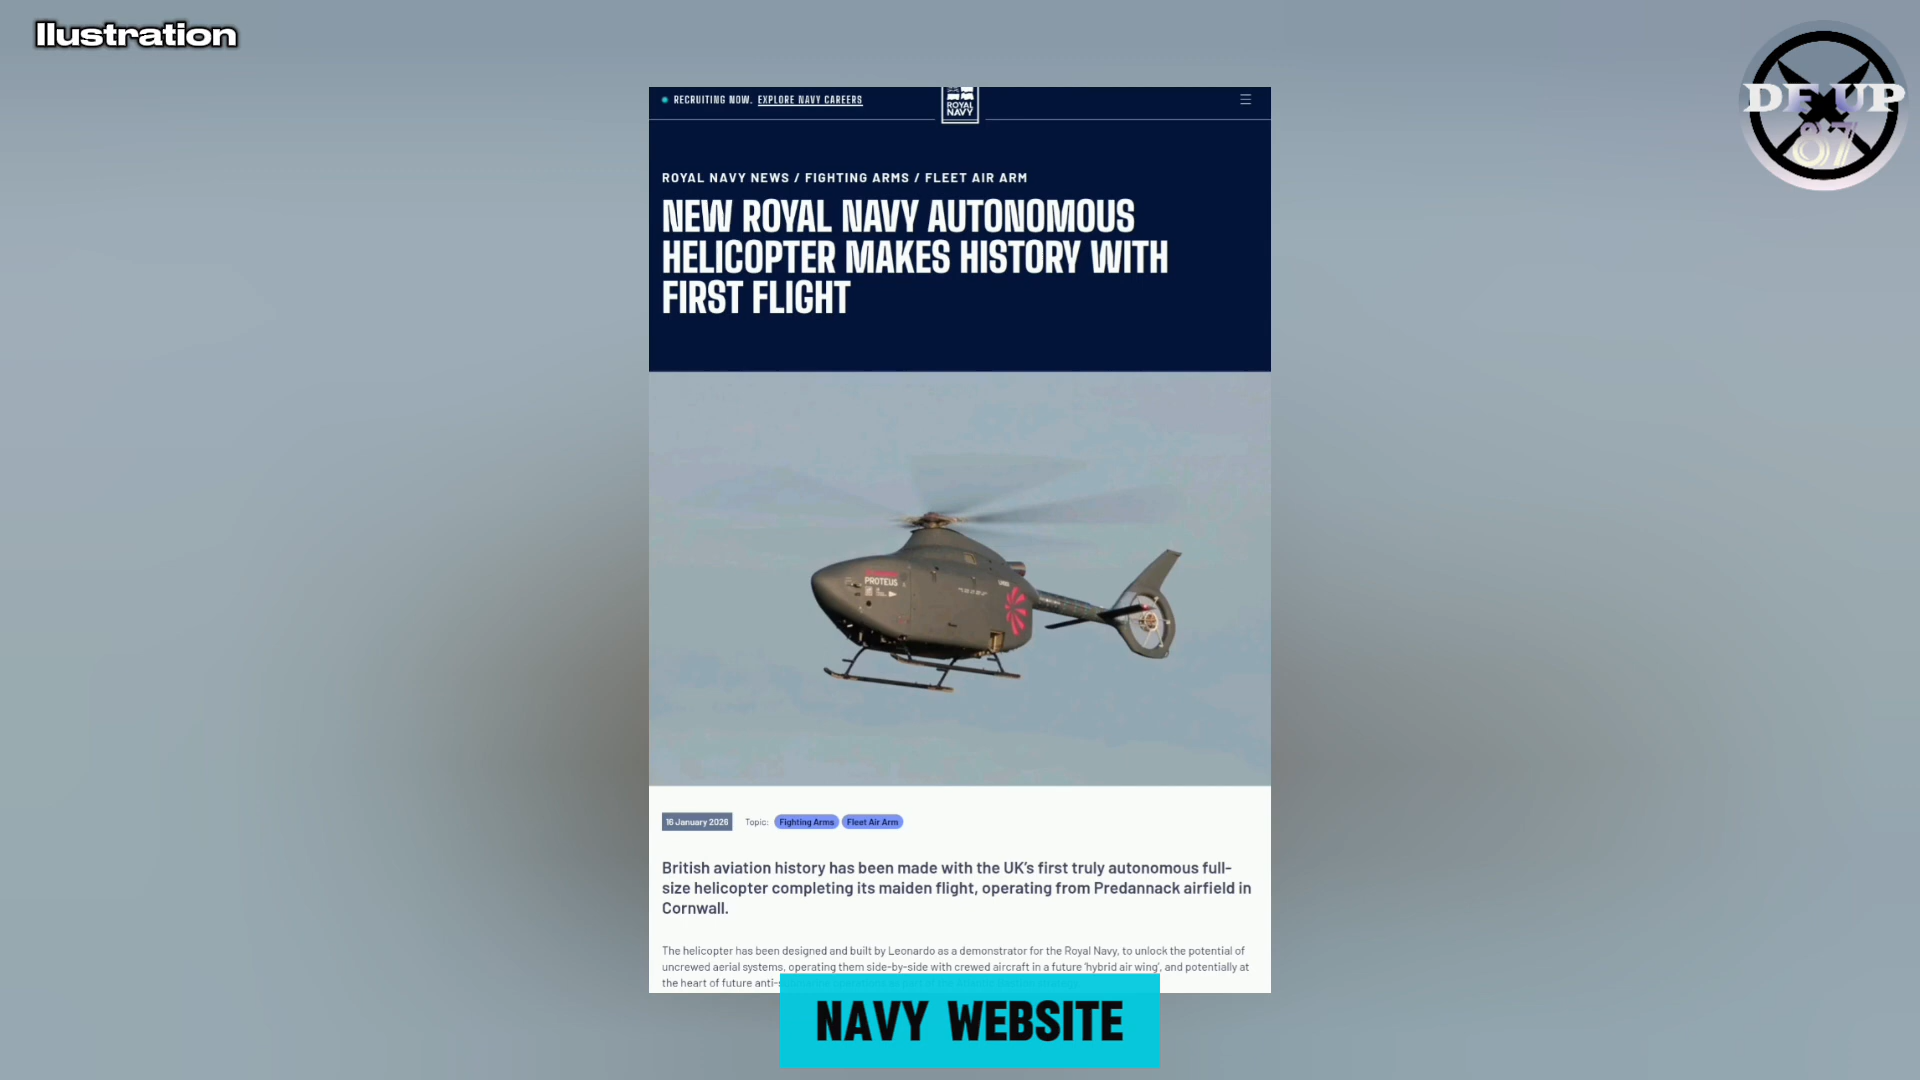 Ilustration
DF UP
87
RECRUITING NOW. EXPLORE NAVY CAREERS
ROYAL
NAVY
ROYAL NAVY NEWS / FIGHTING ARMS / FLEET AIR ARM
NEW ROYAL NAVY AUTONOMOUS
HELICOPTER MAKES HISTORY WITH
FIRST FLIGHT
PROTEUS
16 January 2026 Topic: Fighting Arms Fleet Air Arm
British aviation history has been made with the UK's first truly autonomous full-
size helicopter completing its maiden flight, operating from Predannack airfield in
Cornwall.
The helicopter has been designed and built by Leonardo as a demonstrator for the Royal Navy, to unlock the potential of
uncrewed aerial systems, operating them side-by-side with crewed aircraft in a future 'hybrid air wing', and potentially at
the heart of future anti-
NAVY WEBSITE